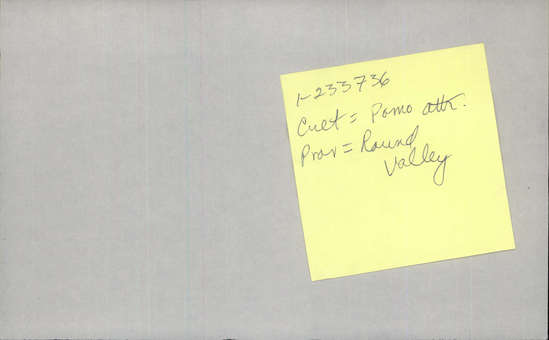 1-233736
Cult = Pomo attr.
Prov = Round
Valley